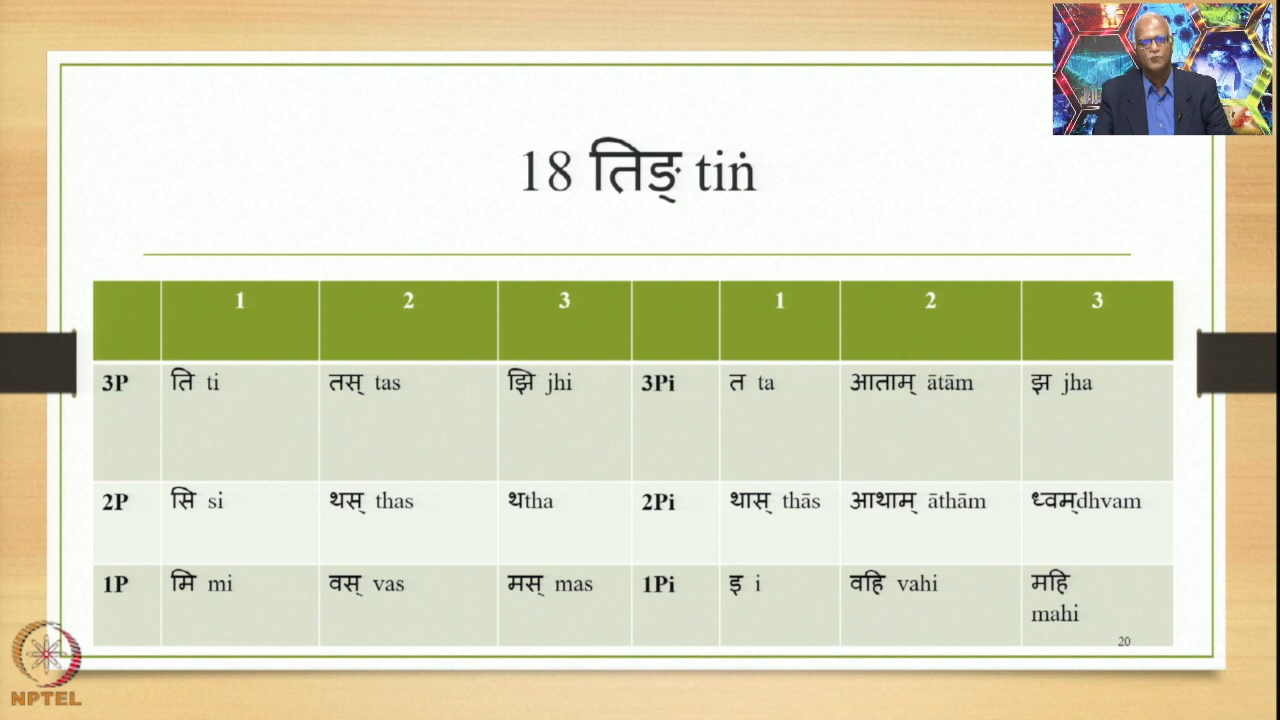 18 तिङ् tiṅ
1 2 3 1 2 3
3P ति ti तस् tas झि jhi 3Pi त ta आताम् ātām झ jha
2P सि si थस् thas थtha 2Pi थास् thās आथाम् āthām ध्वम्dhvam
1P मि mi वस् vas मस् mas 1Pi इ i वहि vahi महि
mahi
20
NPTEL